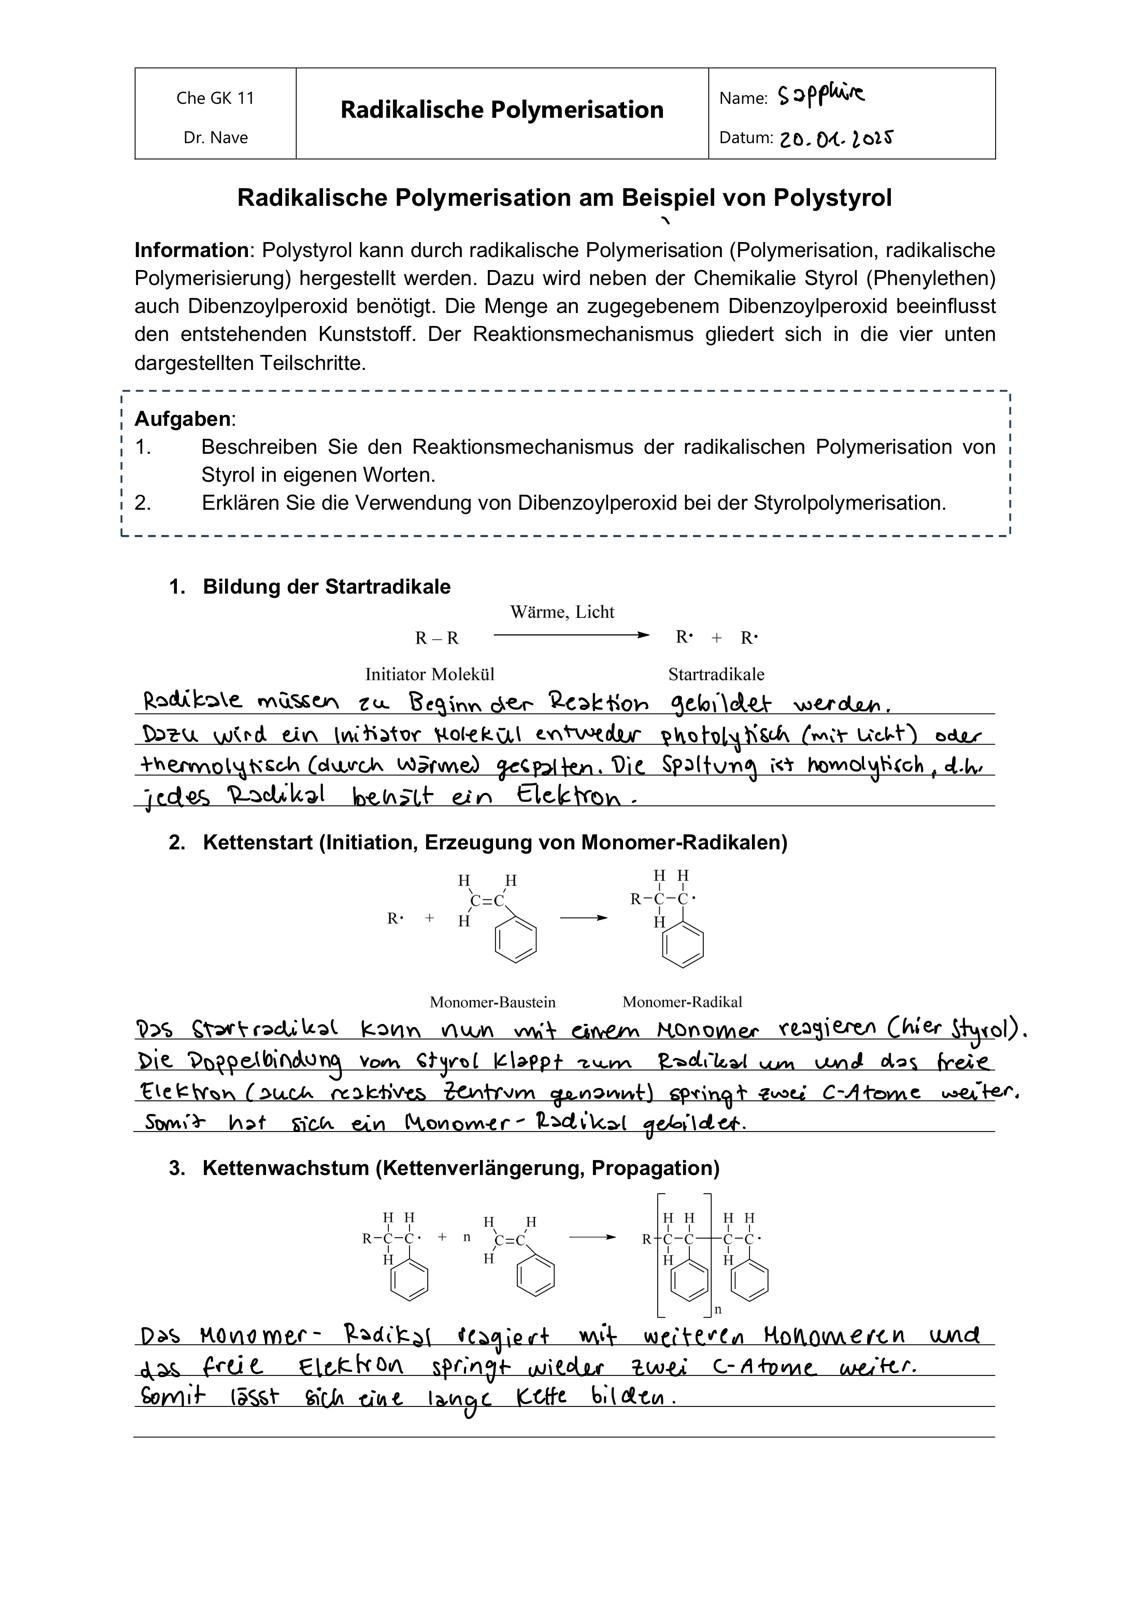 Che GK 11
Dr. Nave
Radikalische Polymerisation
Name: Sapphire
Datum: 20.01.2025
Radikalische Polymerisation am Beispiel von Polystyrol
Information: Polystyrol kann durch radikalische Polymerisation (Polymerisation, radikalische
Polymerisierung) hergestellt werden. Dazu wird neben der Chemikalie Styrol (Phenylethen)
auch Dibenzoylperoxid benötigt. Die Menge an zugegebenem Dibenzoylperoxid beeinflusst
den entstehenden Kunststoff. Der Reaktionsmechanismus gliedert sich in die vier unten
dargestellten Teilschritte.
Aufgaben:
1. Beschreiben Sie den Reaktionsmechanismus der radikalischen Polymerisation von
Styrol in eigenen Worten.
2. Erklären Sie die Verwendung von Dibenzoylperoxid bei der Styrolpolymerisation.
1. Bildung der Startradikale
Wärme, Licht
R – R R· + R·
Initiator Molekül Startradikale
Radikale müssen zu Beginn der Reaktion gebildet werden.
Dazu wird ein Initiator Molekül entweder photolytisch (mit Licht) oder
thermolytisch (durch Wärme) gespalten. Die Spaltung ist homolytisch, d.h.
jedes Radikal behält ein Elektron.
2. Kettenstart (Initiation, Erzeugung von Monomer-Radikalen)
H H H H
C=C R–C–C·
R· + H H
Monomer-Baustein Monomer-Radikal
Das Startradikal kann nun mit einem Monomer reagieren (hier Styrol).
Die Doppelbindung vom Styrol klappt zum Radikal um und das freie
Elektron (auch reaktives Zentrum genannt) springt zwei C-Atome weiter.
Somit hat sich ein Monomer-Radikal gebildet.
3. Kettenwachstum (Kettenverlängerung, Propagation)
H H H H H H H H
R–C–C· + n C=C R–C–C–C–C·
H H H H
n
Das Monomer-Radikal reagiert mit weiteren Monomeren und
das freie Elektron springt wieder zwei C-Atome weiter.
Somit lässt sich eine lange Kette bilden.